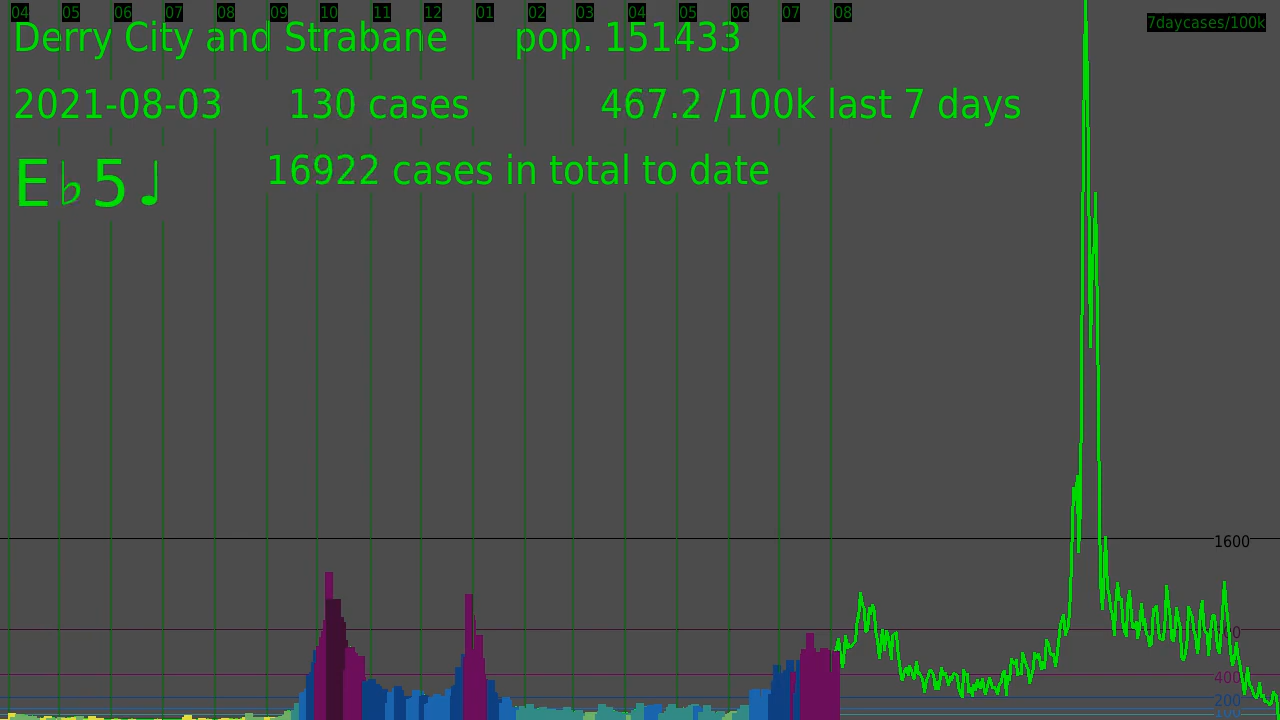 04 05 06 07 08 09 10 11 12 01 02 03 04 05 06 07 08
7daycases/100k
Derry City and Strabane pop. 151433
2021-08-03 130 cases 467.2 /100k last 7 days
E♭5♩ 16922 cases in total to date
1600
400
200